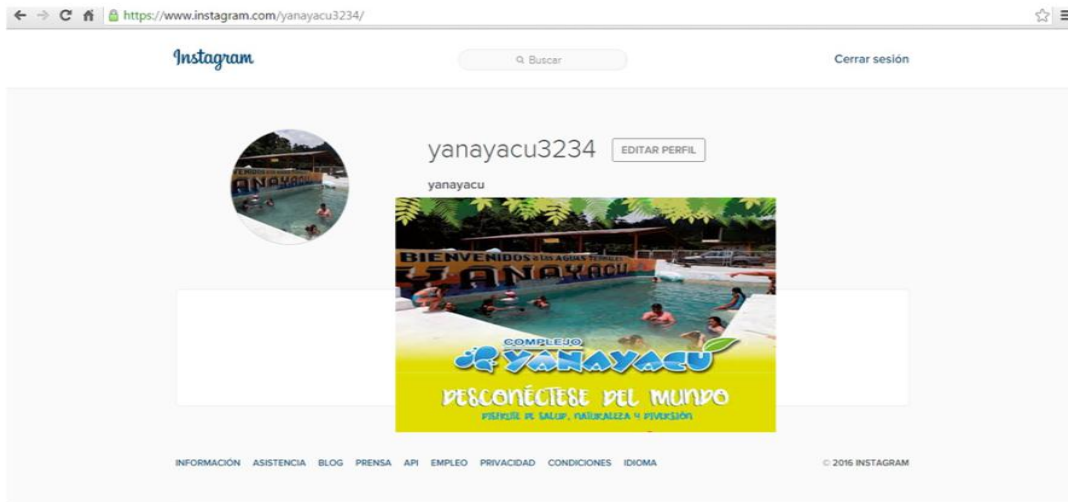 https://www.instagram.com/yanayacu3234/
Instagram
Buscar
Cerrar sesión
yanayacu3234
EDITAR PERFIL
yanayacu
ANAYACU
BIENVENIDOS a LAS AGUAS TERMALES
YANAYACU
COMPLEJO
YANAYACU
DESCONÉCTESE DEL MUNDO
DISFRUTE DE SALUD, NATURALEZA Y DIVERSIÓN
INFORMACIÓN ASISTENCIA BLOG PRENSA API EMPLEO PRIVACIDAD CONDICIONES IDIOMA
© 2016 INSTAGRAM